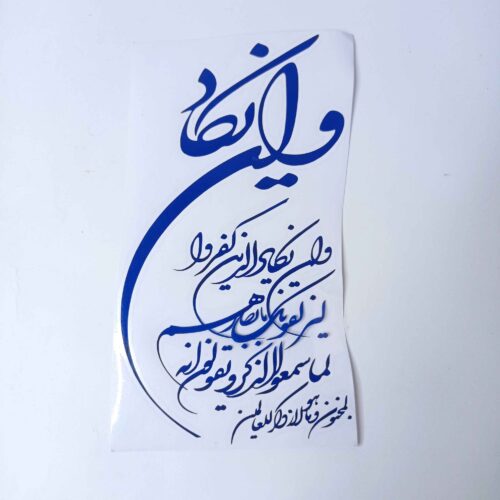 وان یکاد
وان یکاد الذین کفروا
لیزلقونک بابصارهم
لما سمعوا الذکر و یقولون انه
لمجنون و ما هو الا ذکر للعالمین